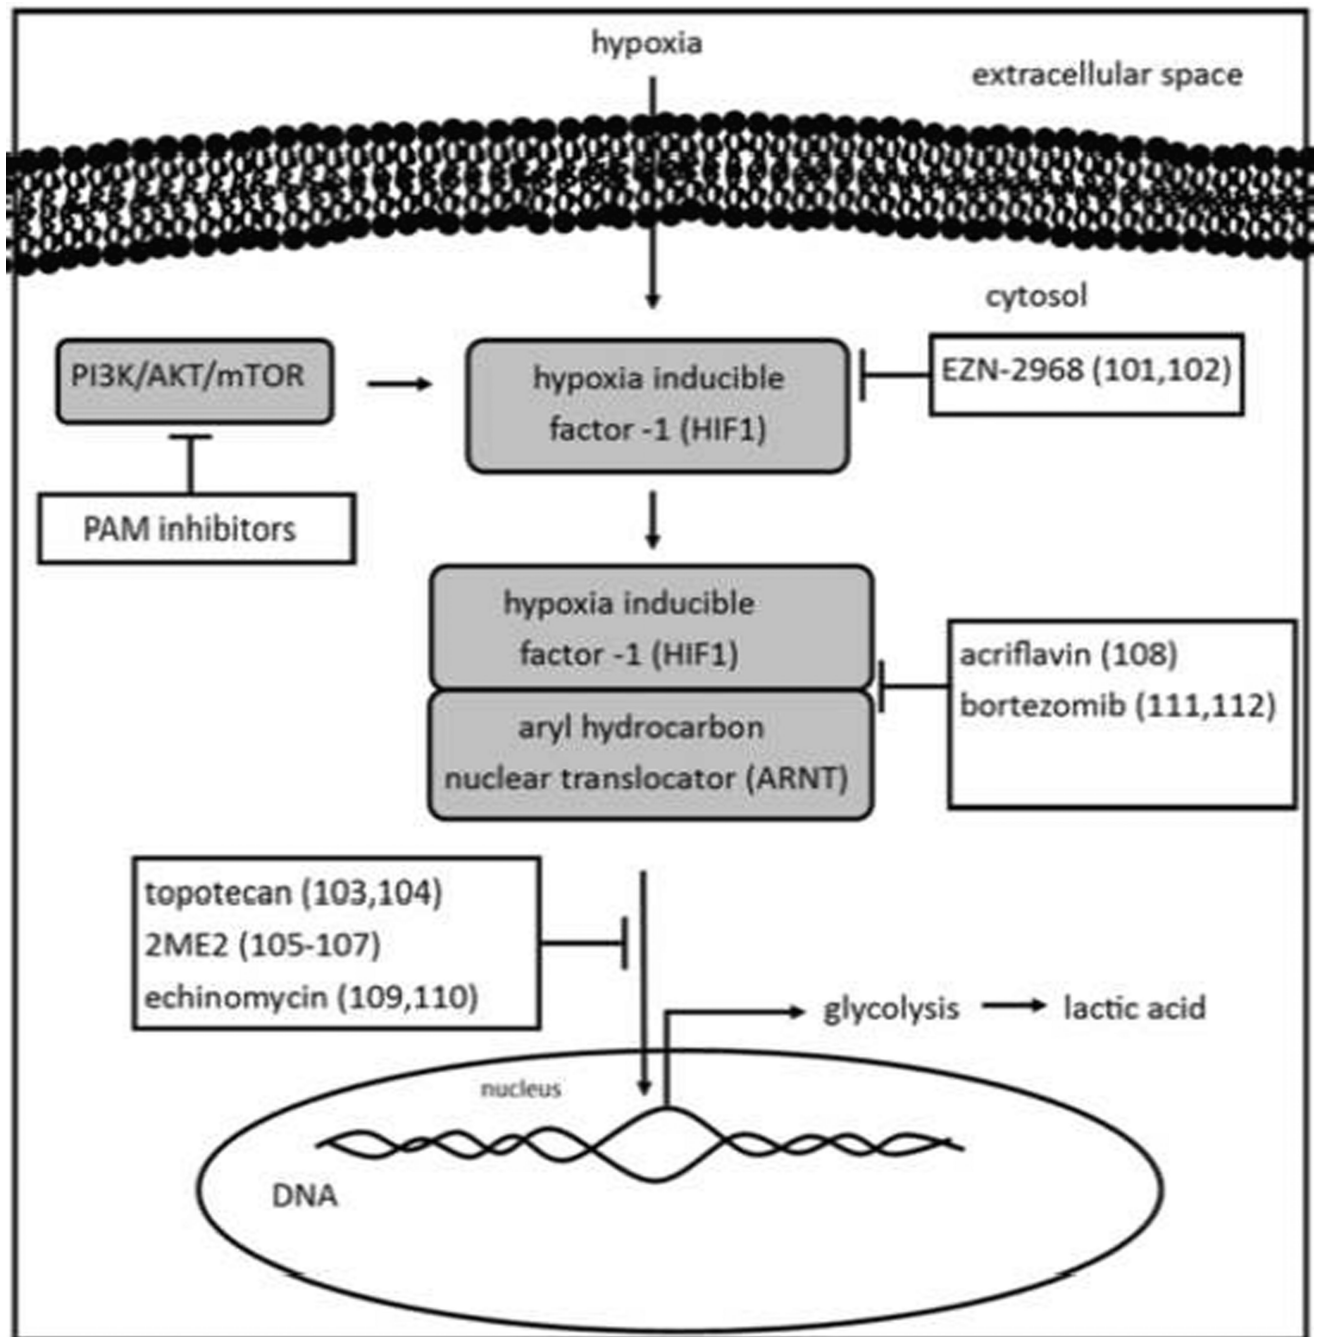 hypoxia
extracellular space
cytosol
PI3K/AKT/mTOR
hypoxia inducible
factor -1 (HIF1)
EZN-2968 (101,102)
PAM inhibitors
hypoxia inducible
factor -1 (HIF1)
aryl hydrocarbon
nuclear translocator (ARNT)
acriflavin (108)
bortezomib (111,112)
topotecan (103,104)
2ME2 (105-107)
echinomycin (109,110)
glycolysis
lactic acid
nucleus
DNA